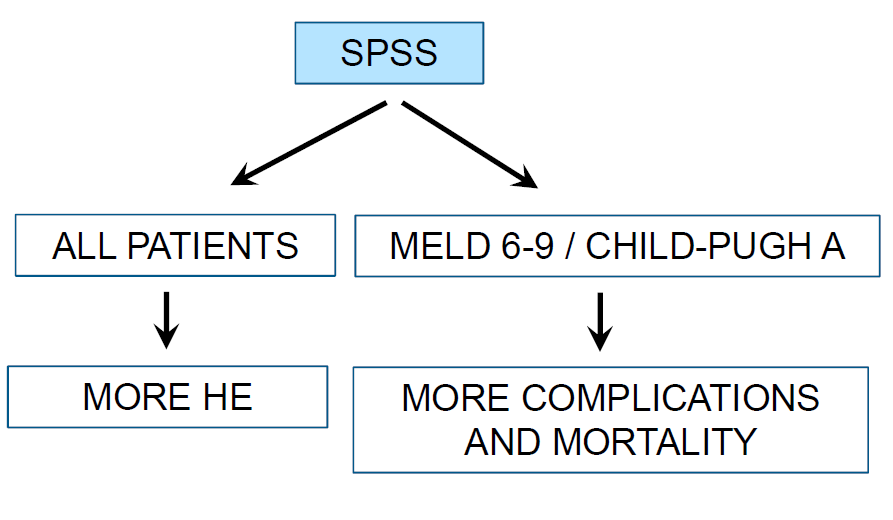 SPSS
ALL PATIENTS
MELD 6-9 / CHILD-PUGH A
MORE HE
MORE COMPLICATIONS
AND MORTALITY